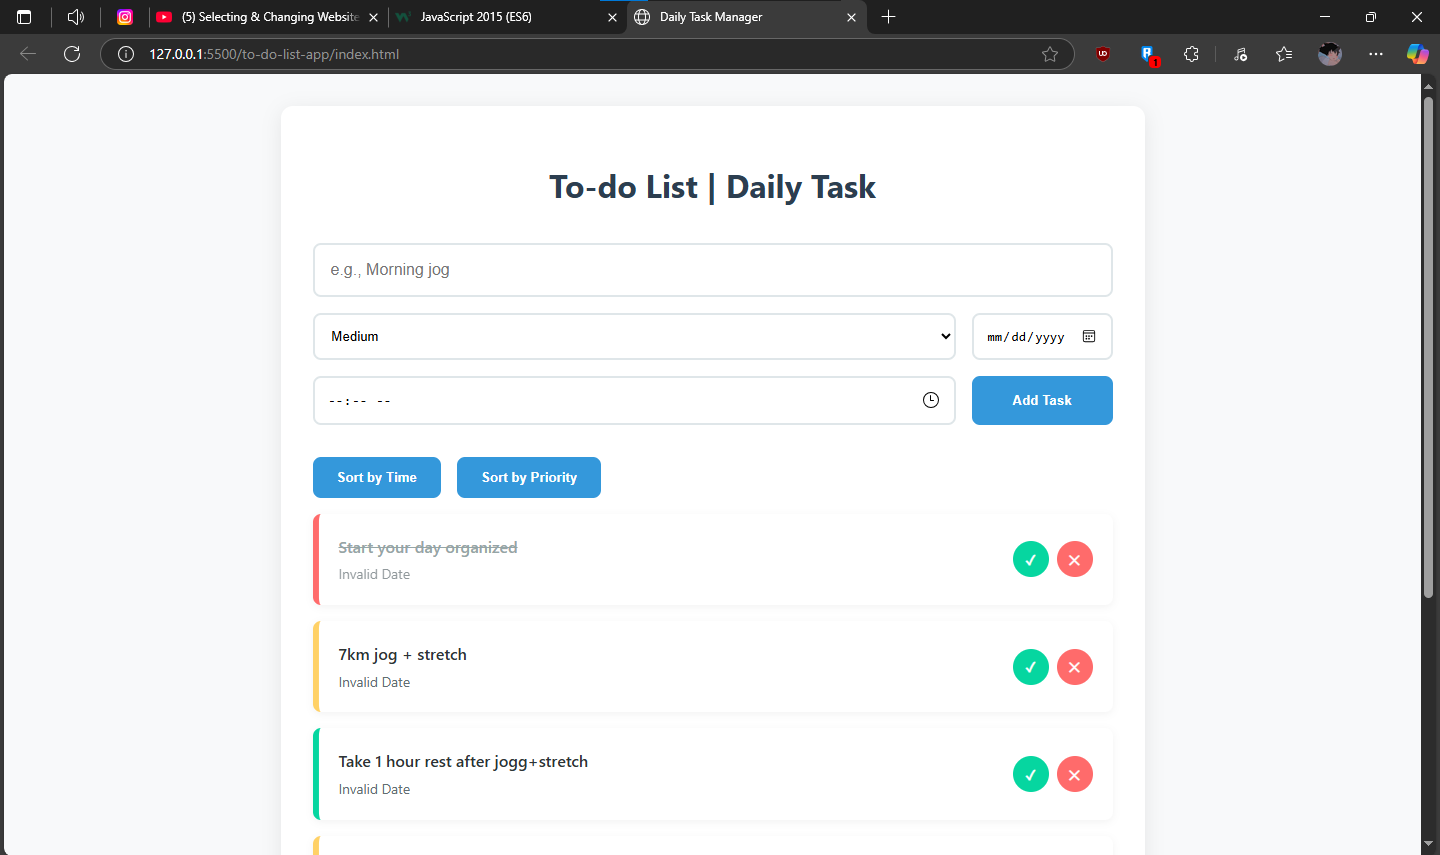 (5) Selecting & Changing Website
JavaScript 2015 (ES6)
Daily Task Manager
127.0.0.1:5500/to-do-list-app/index.html
1
To-do List | Daily Task
e.g., Morning jog
Medium
mm/dd/yyyy
--:-- --
Add Task
Sort by Time
Sort by Priority
Start your day organized
Invalid Date
7km jog + stretch
Invalid Date
Take 1 hour rest after jogg+stretch
Invalid Date